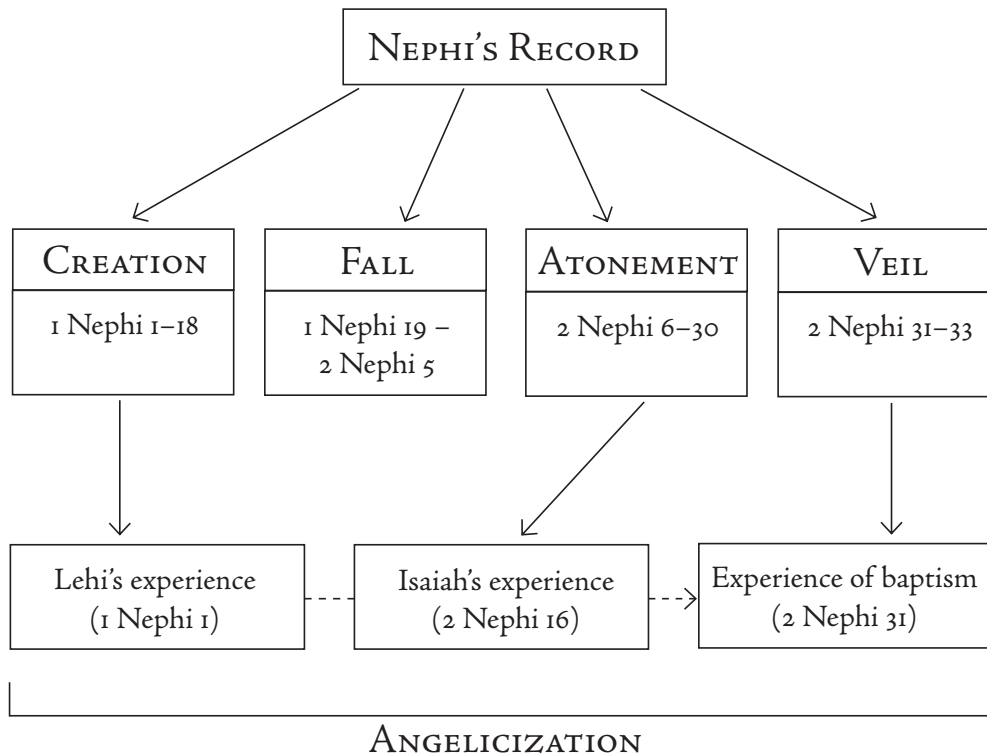 Nephi's Record
Creation
1 Nephi 1–18
Fall
1 Nephi 19 –
2 Nephi 5
Atonement
2 Nephi 6–30
Veil
2 Nephi 31–33
Lehi's experience
(1 Nephi 1)
Isaiah's experience
(2 Nephi 16)
Experience of baptism
(2 Nephi 31)
Angelicization